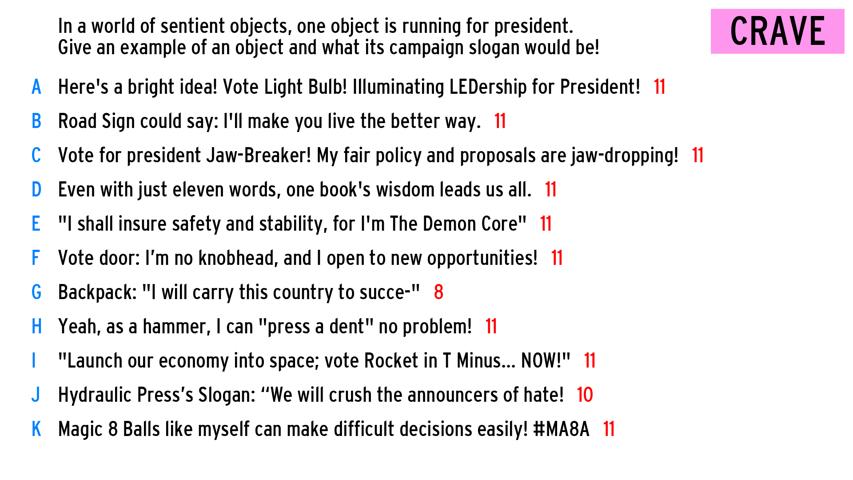 In a world of sentient objects, one object is running for president.
Give an example of an object and what its campaign slogan would be!
CRAVE
A Here's a bright idea! Vote Light Bulb! Illuminating LEDership for President! 11
B Road Sign could say: I'll make you live the better way. 11
C Vote for president Jaw-Breaker! My fair policy and proposals are jaw-dropping! 11
D Even with just eleven words, one book's wisdom leads us all. 11
E "I shall insure safety and stability, for I'm The Demon Core" 11
F Vote door: I’m no knobhead, and I open to new opportunities! 11
G Backpack: "I will carry this country to succe-" 8
H Yeah, as a hammer, I can "press a dent" no problem! 11
I "Launch our economy into space; vote Rocket in T Minus... NOW!" 11
J Hydraulic Press’s Slogan: “We will crush the announcers of hate! 10
K Magic 8 Balls like myself can make difficult decisions easily! #MA8A 11